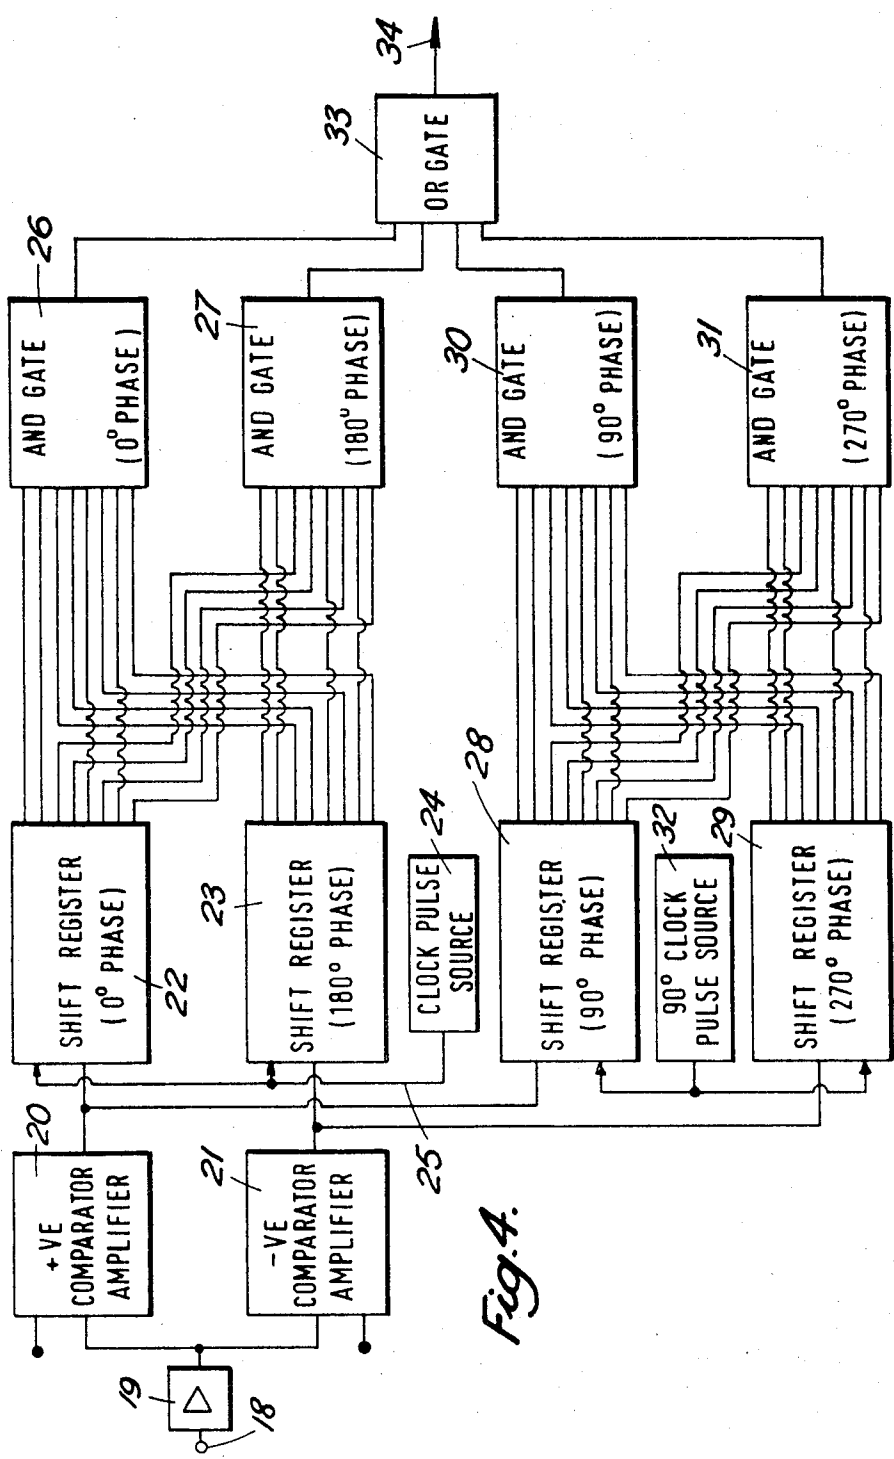 18
19
20
+VE
COMPARATOR
AMPLIFIER
21
-VE
COMPARATOR
AMPLIFIER
25
SHIFT REGISTER
(0° PHASE)
22
23
SHIFT REGISTER
(180° PHASE)
24
CLOCK PULSE
SOURCE
28
SHIFT REGISTER
(90° PHASE)
32
90° CLOCK
PULSE SOURCE
29
SHIFT REGISTER
(270° PHASE)
26
AND GATE
(0° PHASE)
27
AND GATE
(180° PHASE)
30
AND GATE
(90° PHASE)
31
AND GATE
(270° PHASE)
33
OR GATE
34
Fig.4.